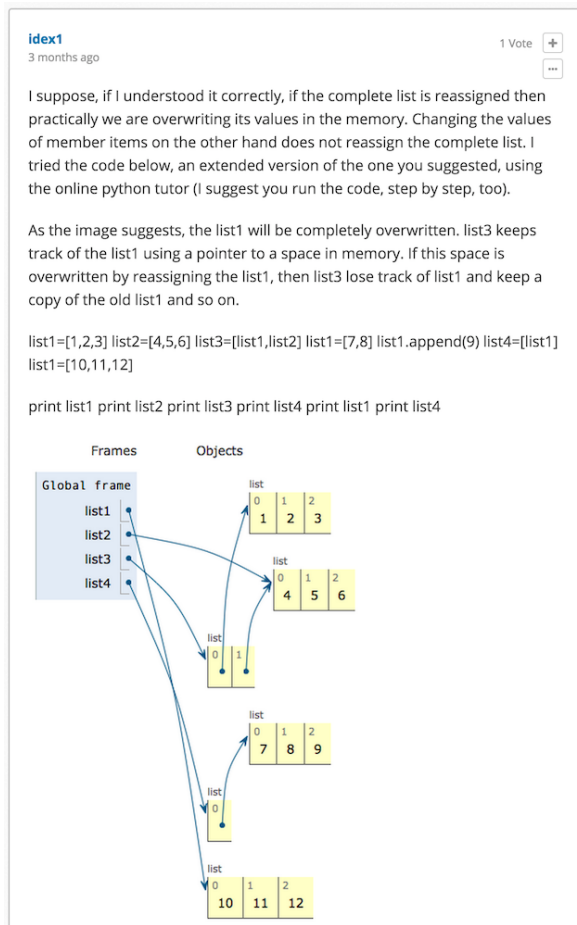 idex1
1 Vote +
3 months ago
...
I suppose, if I understood it correctly, if the complete list is reassigned then
practically we are overwriting its values in the memory. Changing the values
of member items on the other hand does not reassign the complete list. I
tried the code below, an extended version of the one you suggested, using
the online python tutor (I suggest you run the code, step by step, too).
As the image suggests, the list1 will be completely overwritten. list3 keeps
track of the list1 using a pointer to a space in memory. If this space is
overwritten by reassigning the list1, then list3 lose track of list1 and keep a
copy of the old list1 and so on.
list1=[1,2,3] list2=[4,5,6] list3=[list1,list2] list1=[7,8] list1.append(9) list4=[list1]
list1=[10,11,12]
print list1 print list2 print list3 print list4 print list1 print list4
Frames Objects
Global frame
list1
list2
list3
list4
list
0 1 2
1 2 3
list
0 1 2
4 5 6
list
0 1
list
0 1 2
7 8 9
list
0
list
0 1 2
10 11 12